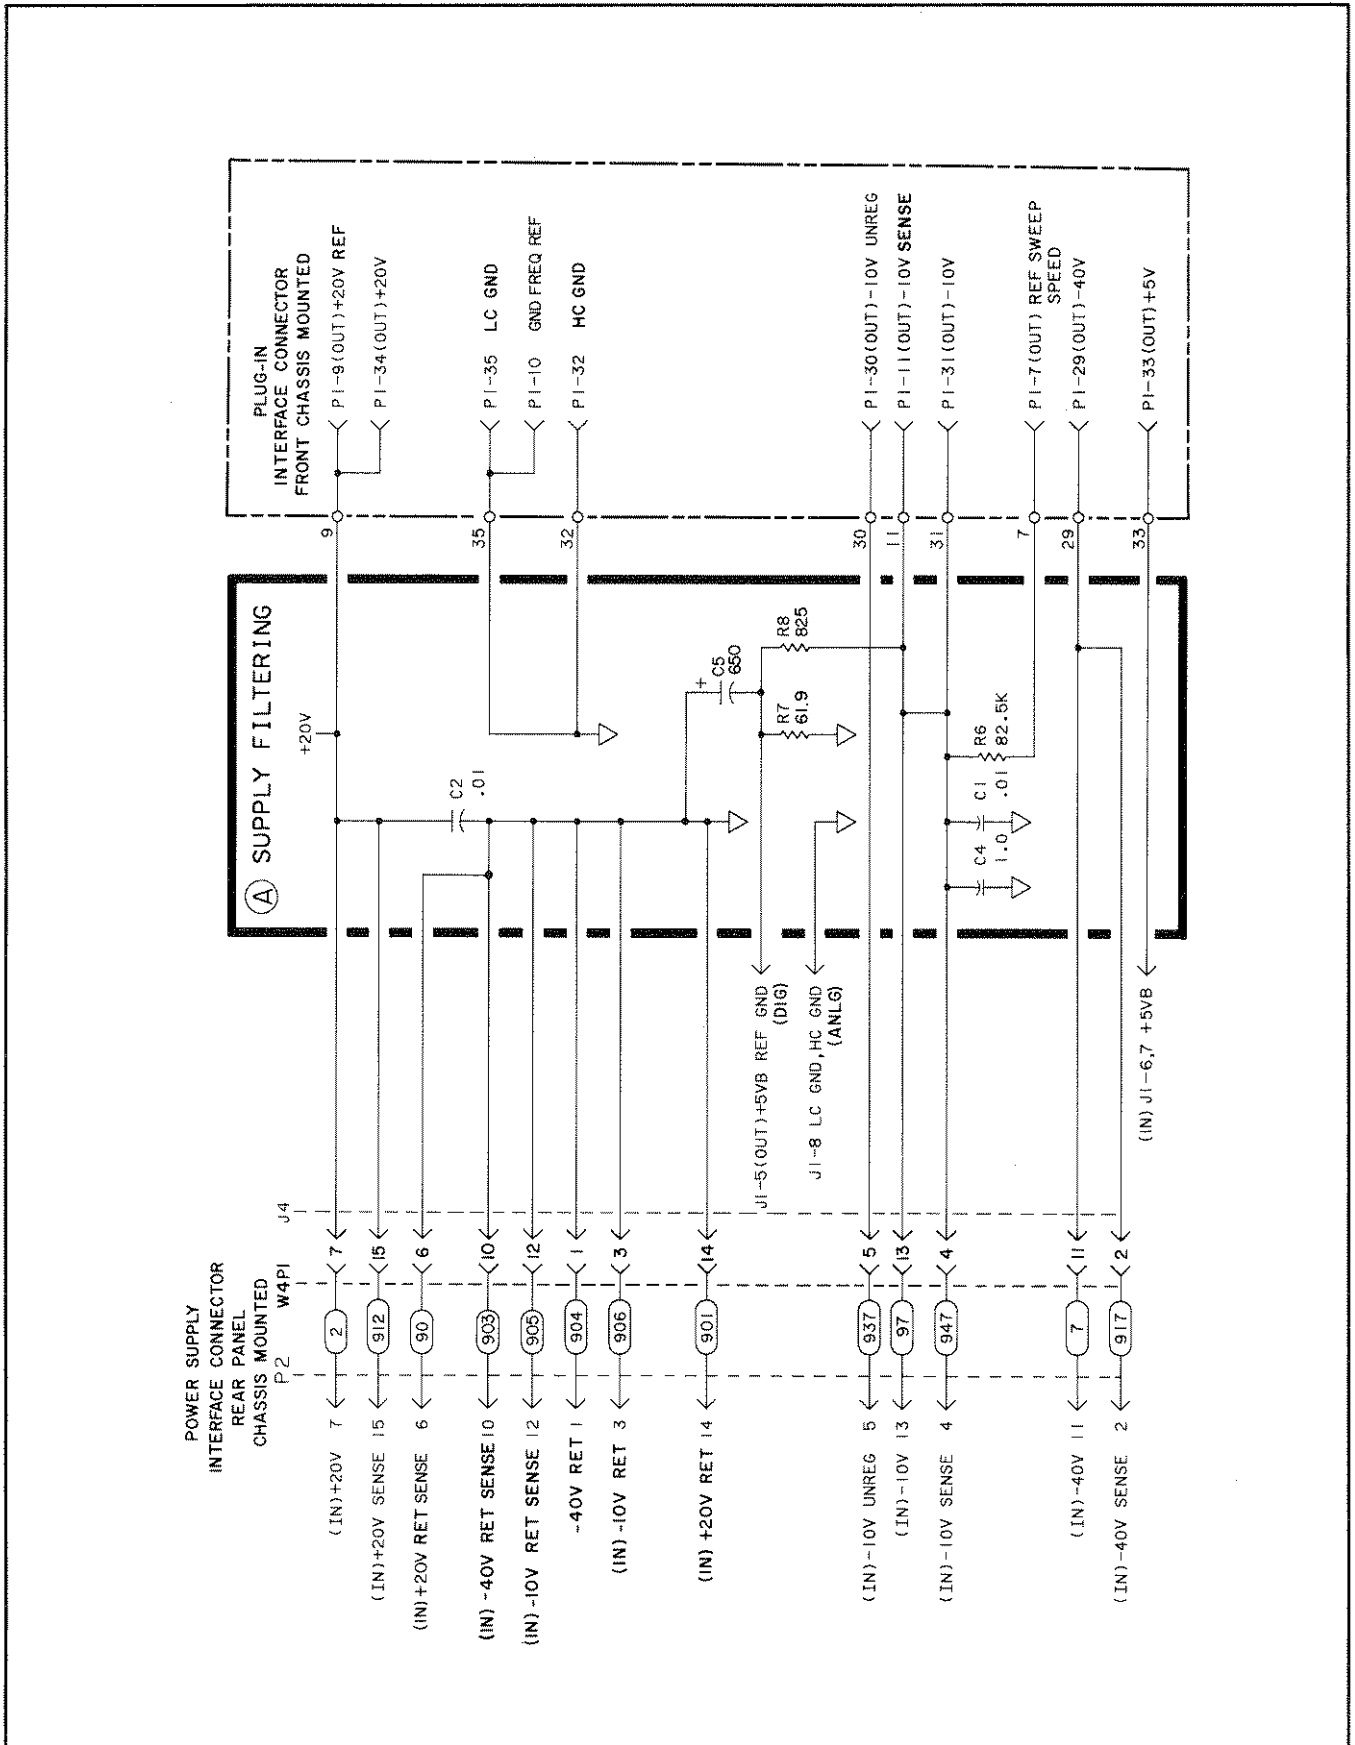 PLUG-IN
INTERFACE CONNECTOR
FRONT CHASSIS MOUNTED
P1-9(OUT)+20V REF
P1-34(OUT)+20V
P1-35 LC GND
P1-10 GND FREQ REF
P1-32 HC GND
P1-30(OUT)-10V UNREG
P1-11(OUT)-10V SENSE
P1-31(OUT)-10V
P1-7(OUT) REF SWEEP
SPEED
P1-29(OUT)-40V
P1-33(OUT)+5V
9
35
32
30
11
31
7
29
33
A SUPPLY FILTERING
+20V
C2
.01
+
C5
650
R8
825
R7
61.9
R6
82.5K
C1
.01
C4
1.0
J1-5(OUT)+5VB REF GND
(DIG)
J1-8 LC GND,HC GND
(ANLG)
(IN) J1-6,7 +5VB
J4
7
15
6
10
12
1
3
14
5
13
4
11
2
POWER SUPPLY
INTERFACE CONNECTOR
REAR PANEL
CHASSIS MOUNTED
W4P1
P2
2
912
90
903
905
904
906
901
937
97
947
7
917
(IN)+20V 7
(IN)+20V SENSE 15
(IN)+20V RET SENSE 6
(IN) -40V RET SENSE 10
(IN) -10V RET SENSE 12
-40V RET 1
(IN) -10V RET 3
(IN) +20V RET 14
(IN)-10V UNREG 5
(IN)-10V 13
(IN)-10V SENSE 4
(IN)-40V 11
(IN)-40V SENSE 2